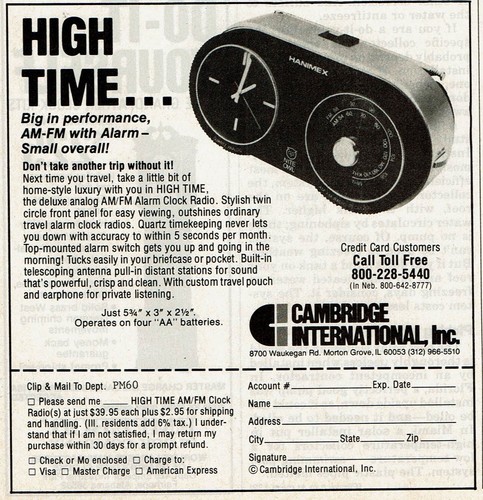 HIGH
TIME...
Big in performance,
AM-FM with Alarm –
Small overall!
Don't take another trip without it!
Next time you travel, take a little bit of
home-style luxury with you in HIGH TIME,
the deluxe analog AM/FM Alarm Clock Radio. Stylish twin
circle front panel for easy viewing, outshines ordinary
travel alarm clock radios. Quartz timekeeping never lets
you down with accuracy to within 5 seconds per month.
Top-mounted alarm switch gets you up and going in the
morning! Tucks easily in your briefcase or pocket. Built-in
telescoping antenna pull-in distant stations for sound
that's powerful, crisp and clean. With custom travel pouch
and earphone for private listening.
Just 5¾" x 3" x 2½".
Operates on four "AA" batteries.
HANIMEX
Credit Card Customers
Call Toll Free
800-228-5440
(In Neb. 800-642-8777)
CAMBRIDGE
INTERNATIONAL, Inc.
8700 Waukegan Rd. Morton Grove, IL 60053 (312) 966-5510
Clip & Mail To Dept. PM60
☐ Please send me ____ HIGH TIME AM/FM Clock
Radio(s) at just $39.95 each plus $2.95 for shipping
and handling. (Ill. residents add 6% tax.) I under-
stand that if I am not satisfied, I may return my
purchase within 30 days for a prompt refund.
☐ Check or Mo enclosed ☐ Charge to:
☐ Visa ☐ Master Charge ☐ American Express
Account # ____ Exp. Date ____
Name ____
Address ____
City ____ State ____ Zip ____
Signature ____
© Cambridge International, Inc.